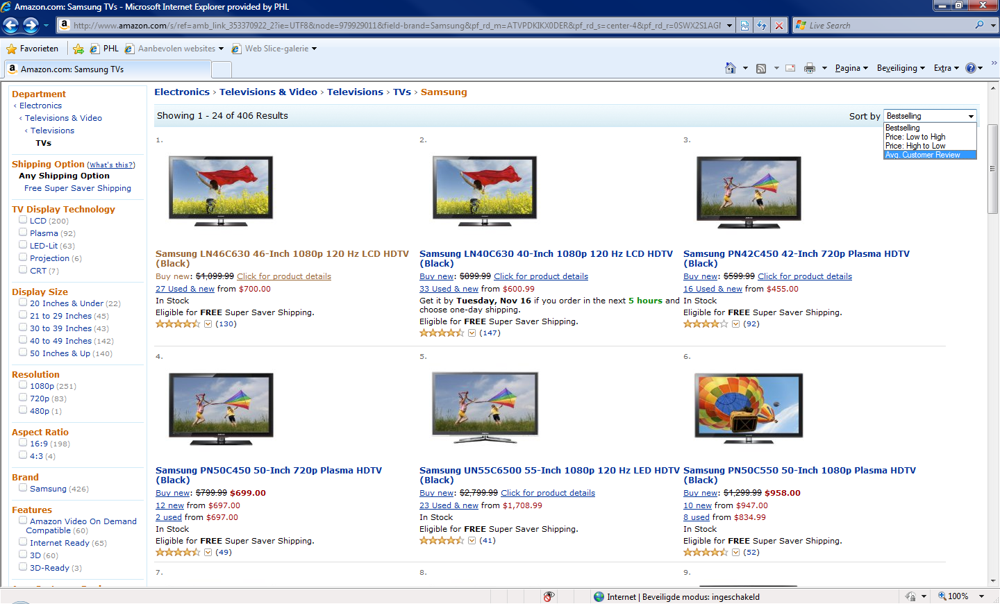 Amazon.com: Samsung TVs - Microsoft Internet Explorer provided by PHL
http://www.amazon.com/s/ref=amb_link_353370922_2?ie=UTF8&node=979929011&field-brand=Samsung&pf_rd_m=ATVPDKIKX0DER&pf_rd_s=center-4&pf_rd_r=0SWX2S1AGM
Live Search
Favorieten
PHL
Aanbevolen websites
Web Slice-galerie
Amazon.com: Samsung TVs
Pagina
Beveiliging
Extra
Department
‹ Electronics
‹ Televisions & Video
‹ Televisions
TVs
Shipping Option (What's this?)
Any Shipping Option
Free Super Saver Shipping
TV Display Technology
LCD (200)
Plasma (92)
LED-Lit (63)
Projection (6)
CRT (7)
Display Size
20 Inches & Under (22)
21 to 29 Inches (45)
30 to 39 Inches (43)
40 to 49 Inches (142)
50 Inches & Up (140)
Resolution
1080p (251)
720p (83)
480p (1)
Aspect Ratio
16:9 (198)
4:3 (4)
Brand
Samsung (426)
Features
Amazon Video On Demand
Compatible (60)
Internet Ready (65)
3D (60)
3D-Ready (3)
Electronics › Televisions & Video › Televisions › TVs › Samsung
Showing 1 - 24 of 406 Results
Sort by Bestselling
Bestselling
Price: Low to High
Price: High to Low
Avg. Customer Review
1.
Samsung LN46C630 46-Inch 1080p 120 Hz LCD HDTV
(Black)
Buy new: $1,099.99 Click for product details
27 Used & new from $700.00
In Stock
Eligible for FREE Super Saver Shipping.
(130)
2.
Samsung LN40C630 40-Inch 1080p 120 Hz LCD HDTV
(Black)
Buy new: $899.99 Click for product details
33 Used & new from $600.99
Get it by Tuesday, Nov 16 if you order in the next 5 hours and
choose one-day shipping.
Eligible for FREE Super Saver Shipping.
(147)
3.
Samsung PN42C450 42-Inch 720p Plasma HDTV
(Black)
Buy new: $599.99 Click for product details
16 Used & new from $455.00
In Stock
Eligible for FREE Super Saver Shipping.
(92)
4.
Samsung PN50C450 50-Inch 720p Plasma HDTV
(Black)
Buy new: $799.99 $699.00
12 new from $697.00
2 used from $697.00
In Stock
Eligible for FREE Super Saver Shipping.
(49)
5.
Samsung UN55C6500 55-Inch 1080p 120 Hz LED HDTV
(Black)
Buy new: $2,799.99 Click for product details
23 Used & new from $1,708.99
In Stock
Eligible for FREE Super Saver Shipping.
(41)
6.
Samsung PN50C550 50-Inch 1080p Plasma HDTV
(Black)
Buy new: $1,299.99 $958.00
10 new from $947.00
8 used from $834.99
In Stock
Eligible for FREE Super Saver Shipping.
(52)
7.
8.
9.
Internet | Beveiligde modus: ingeschakeld
100%